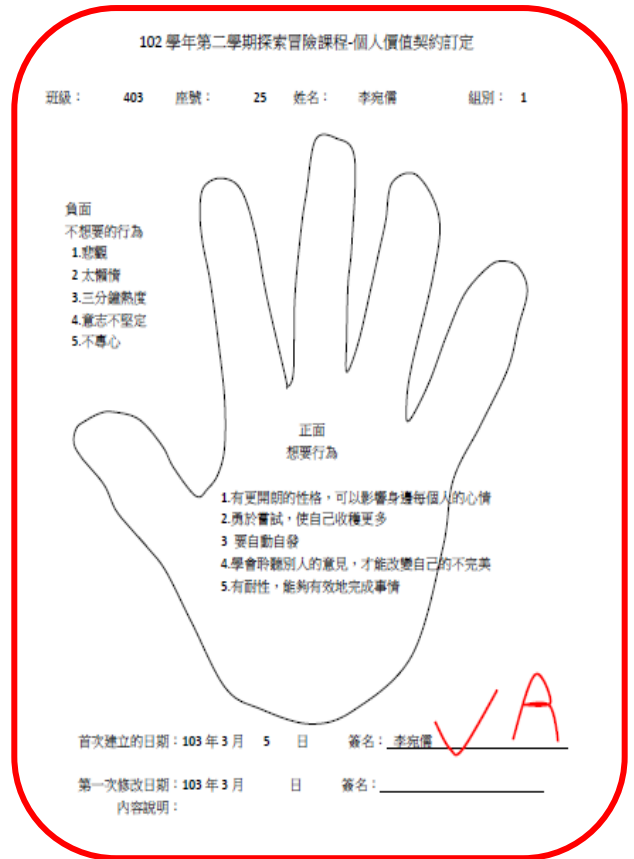 102 學年第二學期探索冒險課程-個人價值契約訂定
班級： 403 座號： 25 姓名： 李宛儒 組別： 1
負面
不想要的行為
1.悲觀
2 太懶惰
3.三分鐘熱度
4.意志不堅定
5.不專心
正面
想要行為
1.有更開朗的性格，可以影響身邊每個人的心情
2.勇於嘗試，使自己收穫更多
3 要自動自發
4.學會聆聽別人的意見，才能改變自己的不完美
5.有耐性，能夠有效地完成事情
首次建立的日期：103 年 3 月 5 日 簽名： 李宛儒
A
第一次修改日期：103 年 3 月 日 簽名：
內容說明：